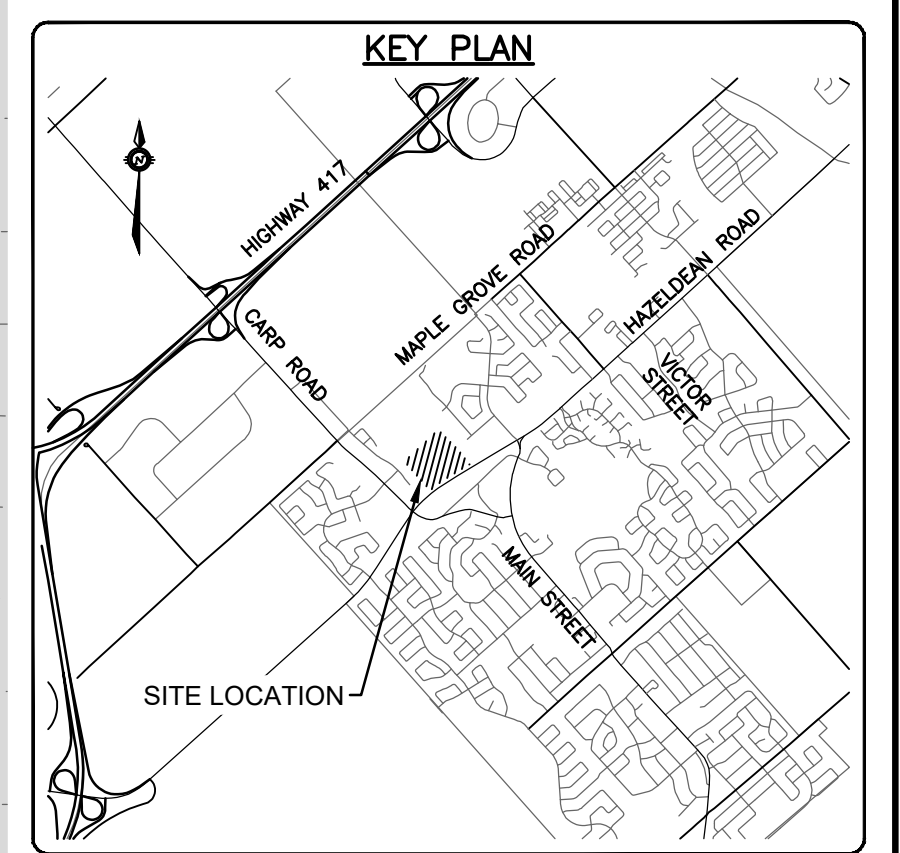 KEY PLAN
N
HIGHWAY 417
MAPLE GROVE ROAD
HAZELDEAN ROAD
CARP ROAD
VICTOR
STREET
MAIN STREET
SITE LOCATION